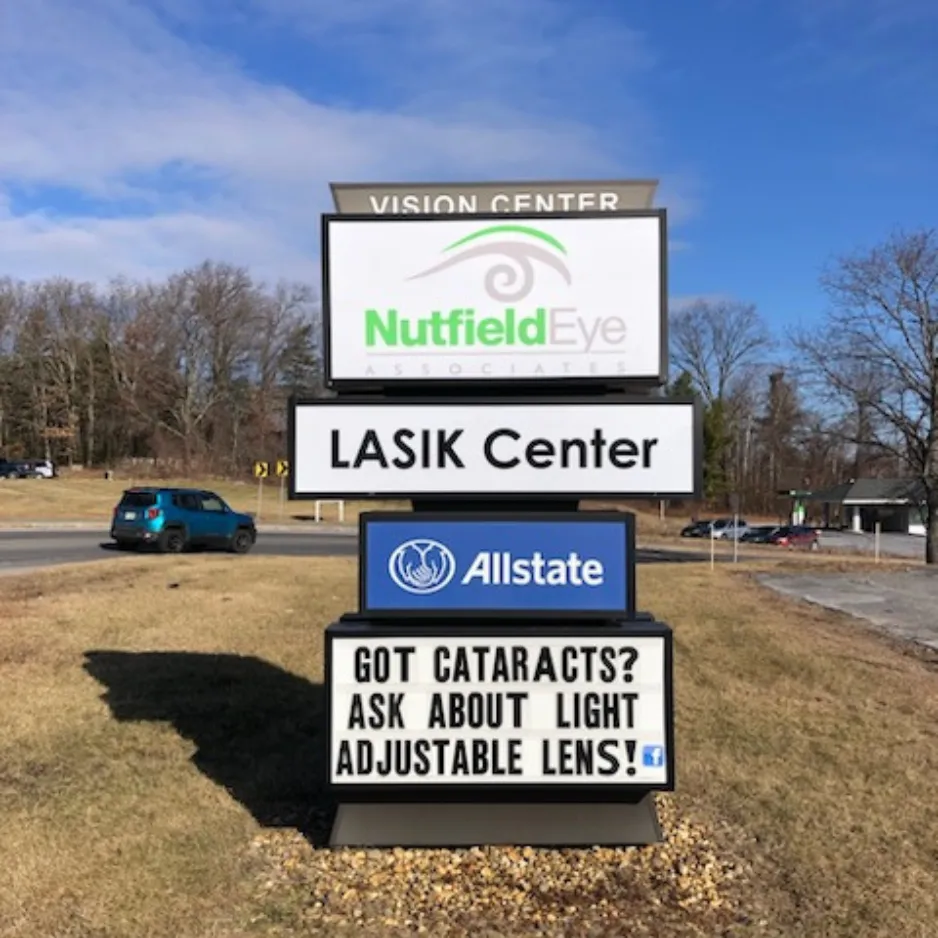 VISION CENTER
NutfieldEye
ASSOCIATES
LASIK Center
Allstate
GOT CATARACTS?
ASK ABOUT LIGHT
ADJUSTABLE LENS!
f